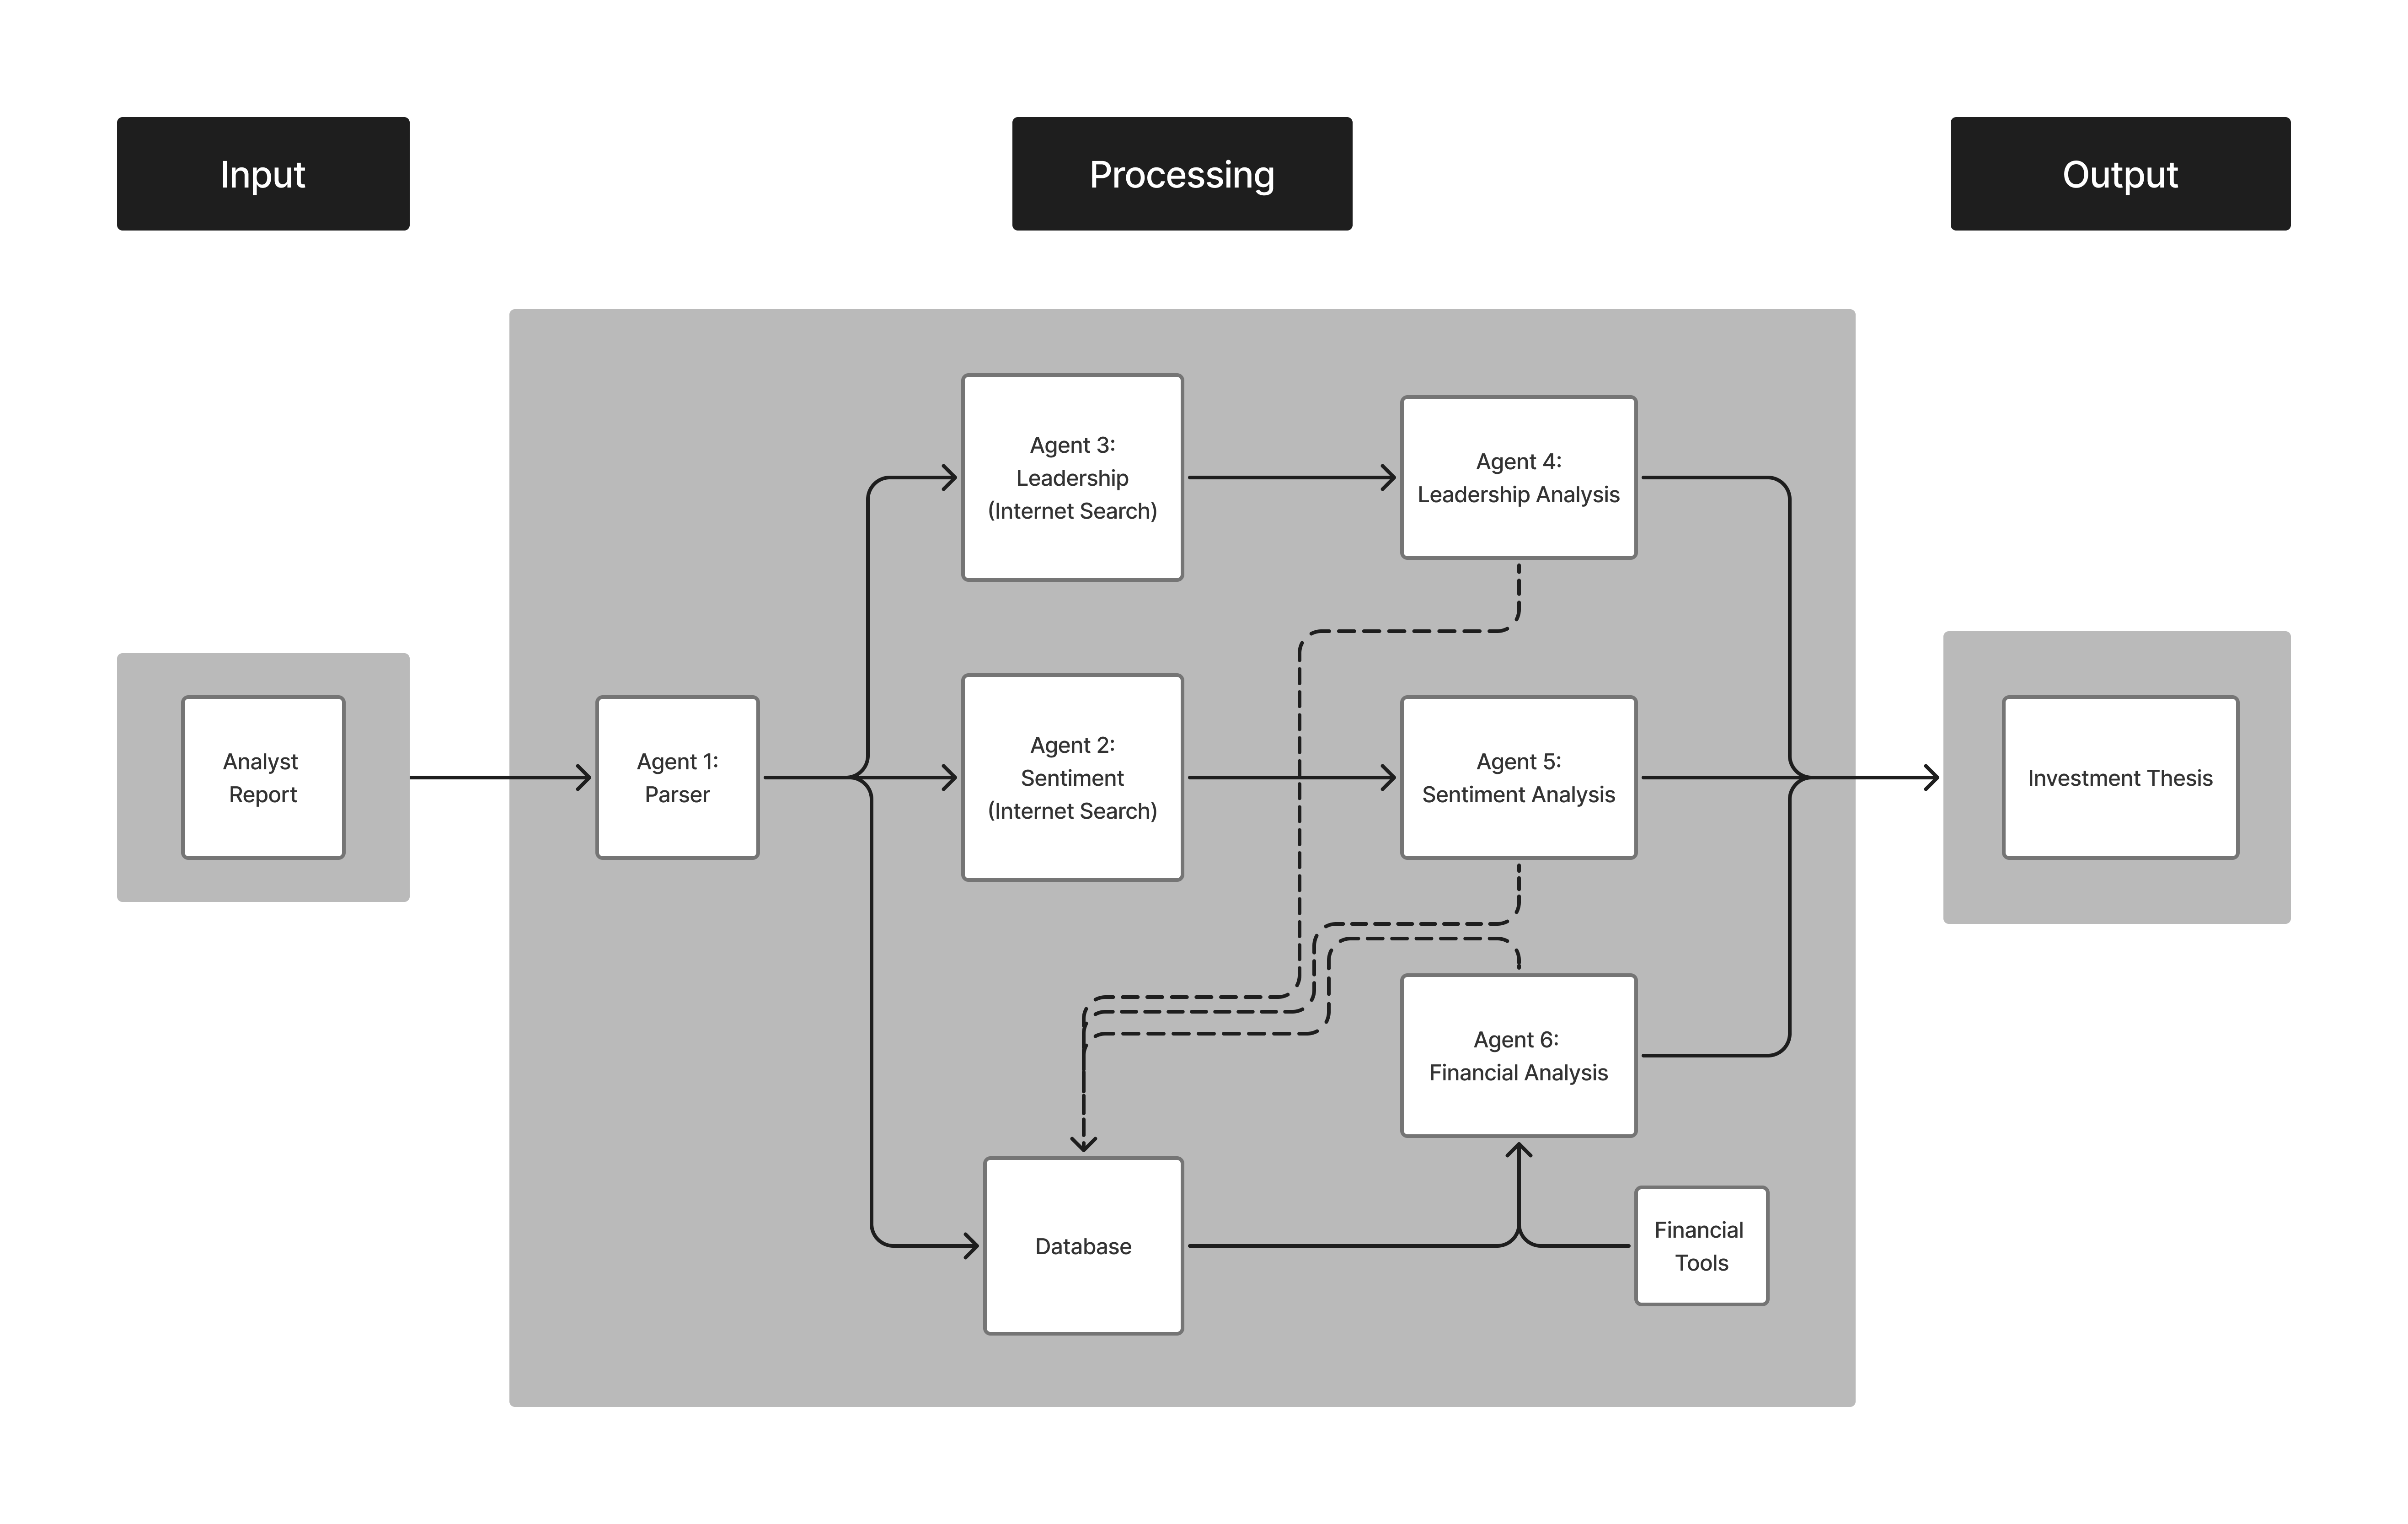 Input
Processing
Output
Agent 3:
Leadership
(Internet Search)
Agent 4:
Leadership Analysis
Analyst
Report
Agent 1:
Parser
Agent 2:
Sentiment
(Internet Search)
Agent 5:
Sentiment Analysis
Investment Thesis
Agent 6:
Financial Analysis
Database
Financial
Tools